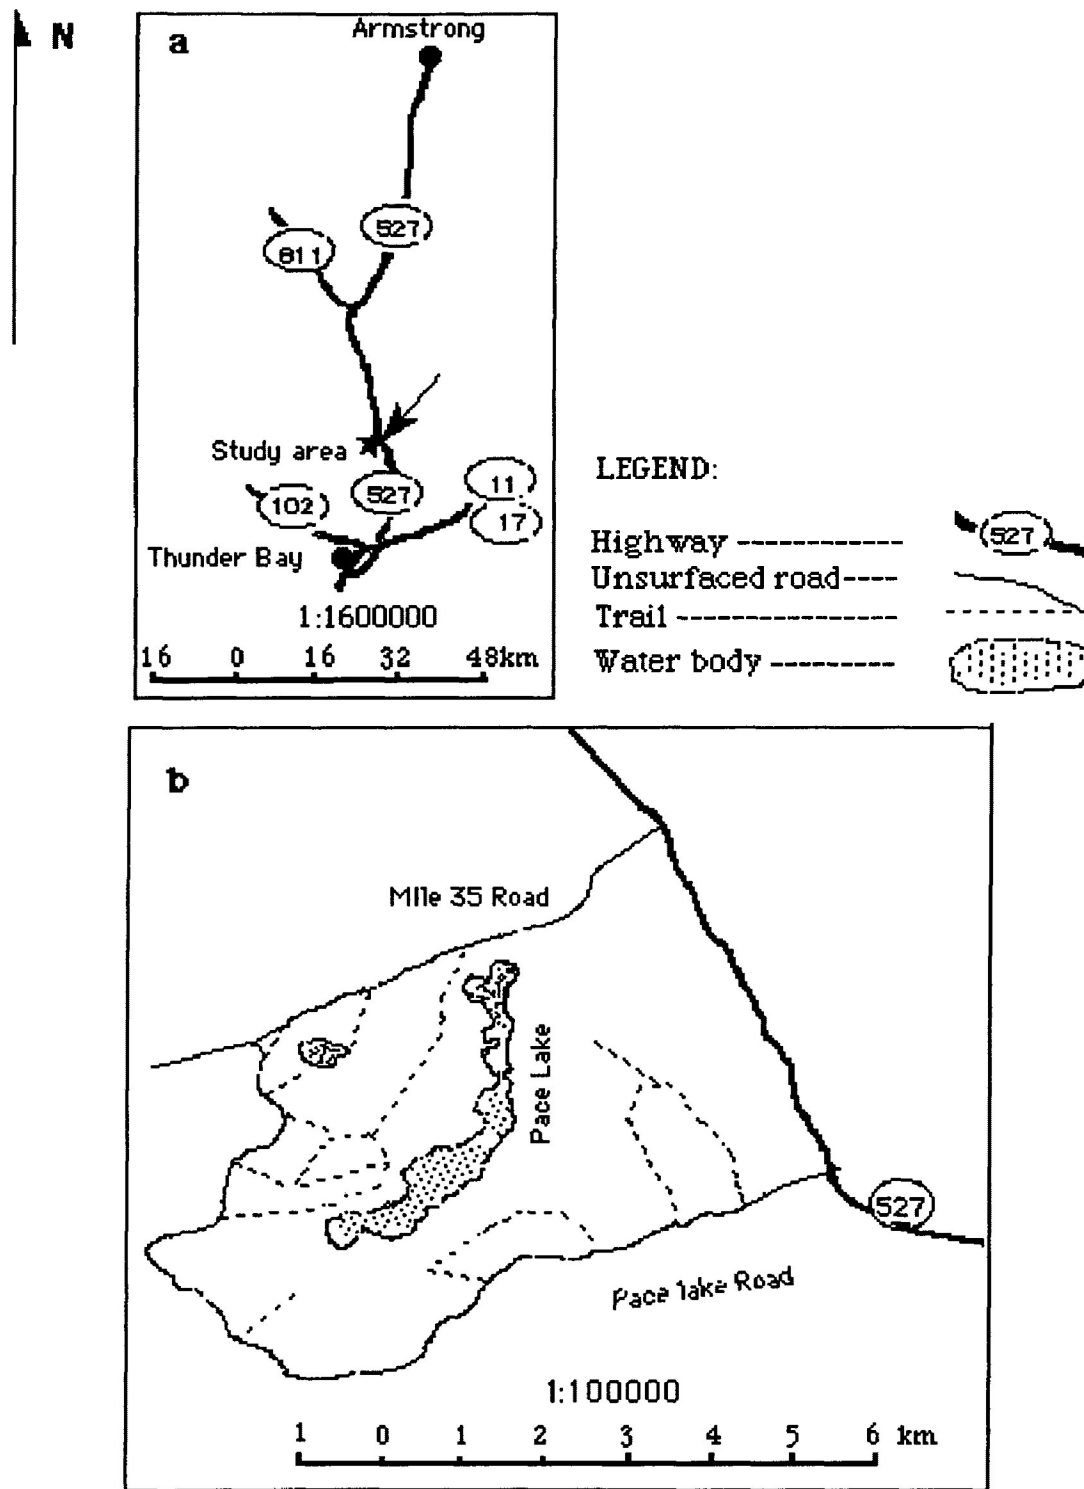 N
a
Armstrong
527
811
Study area
527
11
102
17
Thunder Bay
1:1600000
16 0 16 32 48km
LEGEND:
Highway
527
Unsurfaced road
Trail
Water body
b
Mile 35 Road
Pace Lake
527
Pace lake Road
1:100000
1 0 1 2 3 4 5 6 km